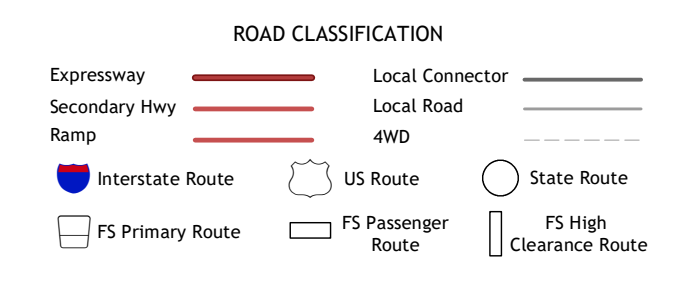 ROAD CLASSIFICATION
Expressway
Local Connector
Secondary Hwy
Local Road
Ramp
4WD
Interstate Route
US Route
State Route
FS Primary Route
FS Passenger
Route
FS High
Clearance Route